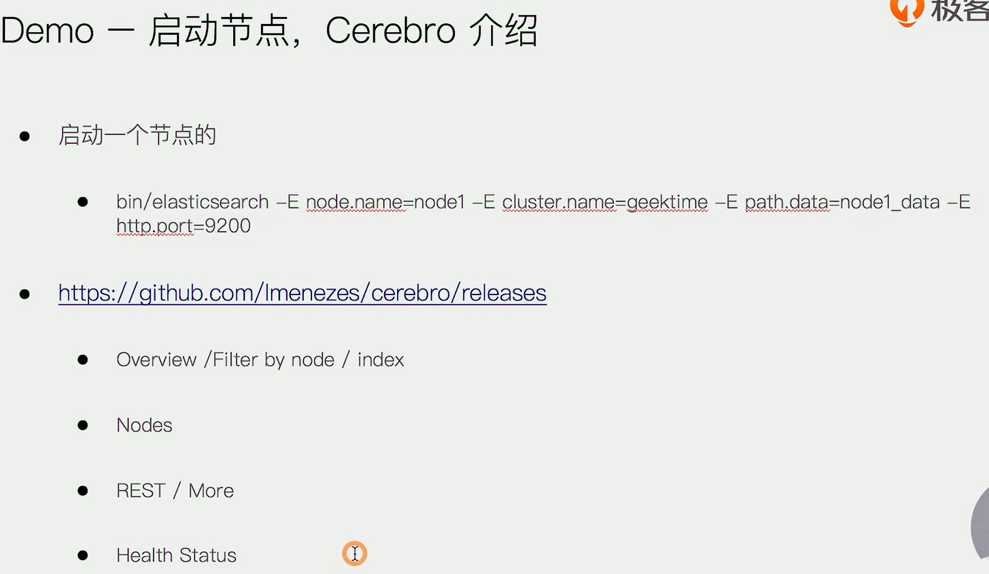 Demo — 启动节点，Cerebro 介绍
极客
启动一个节点的
bin/elasticsearch -E node.name=node1 -E cluster.name=geektime -E path.data=node1_data -E
http.port=9200
https://github.com/lmenezes/cerebro/releases
Overview /Filter by node / index
Nodes
REST / More
Health Status